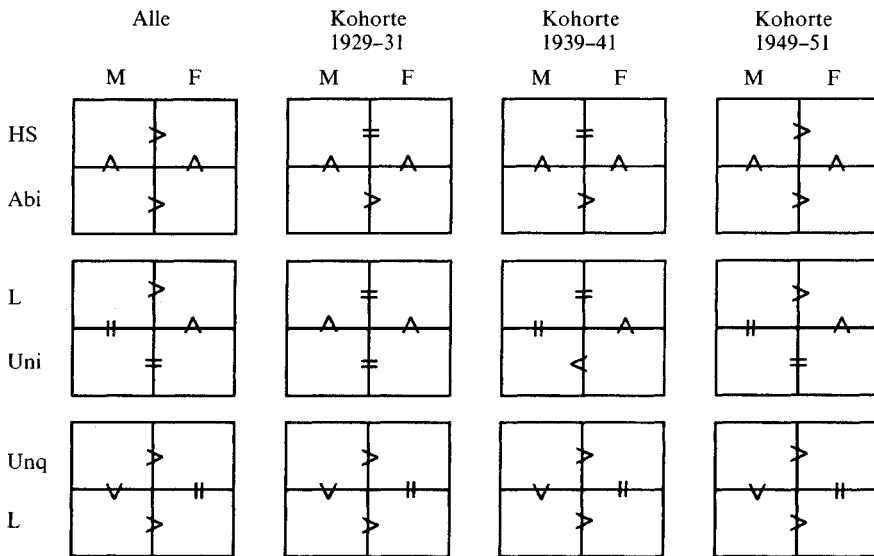 Alle Kohorte Kohorte Kohorte
1929–31 1939–41 1949–51
M F M F M F M F
HS > = = >
∧ ∧ ∧ ∧ ∧ ∧ ∧ ∧
Abi > > > >
L > = = >
|| ∧ ∧ ∧ || ∧ || ∧
Uni = = < =
Unq > > > >
∨ || ∨ || ∨ || ∨ ||
L > > > >